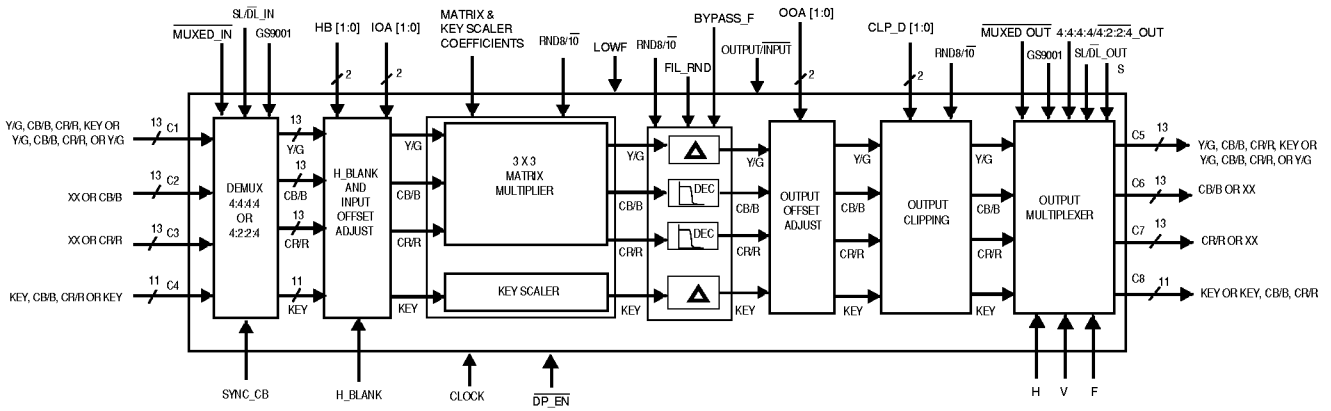 MUXED_IN
SL/DL_IN
GS9001
HB [1:0]
IOA [1:0]
MATRIX &
KEY SCALER
COEFFICIENTS
RND8/10
LOWF
RND8/10
FIL_RND
BYPASS_F
OUTPUT/INPUT
OOA [1:0]
CLP_D [1:0]
RND8/10
MUXED OUT
GS9001
4:4:4:4/4:2:2:4_OUT
SL/DL_OUT
S
2
2
2
2
Y/G, CB/B, CR/R, KEY OR
Y/G, CB/B, CR/R, OR Y/G
13
C1
XX OR CB/B
13
C2
XX OR CR/R
13
C3
KEY, CB/B, CR/R OR KEY
11
C4
DEMUX
4:4:4:4
OR
4:2:2:4
13
Y/G
13
CB/B
13
CR/R
11
KEY
H_BLANK
AND
INPUT
OFFSET
ADJUST
Y/G
CB/B
CR/R
KEY
3 X 3
MATRIX
MULTIPLIER
KEY SCALER
Y/G
CB/B
CR/R
KEY
DEC
DEC
Y/G
CB/B
CR/R
KEY
OUTPUT
OFFSET
ADJUST
Y/G
CB/B
CR/R
KEY
OUTPUT
CLIPPING
Y/G
CB/B
CR/R
KEY
OUTPUT
MULTIPLEXER
C5
13
Y/G, CB/B, CR/R, KEY OR
Y/G, CB/B, CR/R, OR Y/G
C6
13
CB/B OR XX
C7
13
CR/R OR XX
C8
11
KEY OR KEY, CB/B, CR/R
SYNC_CB
H_BLANK
CLOCK
DP_EN
H
V
F